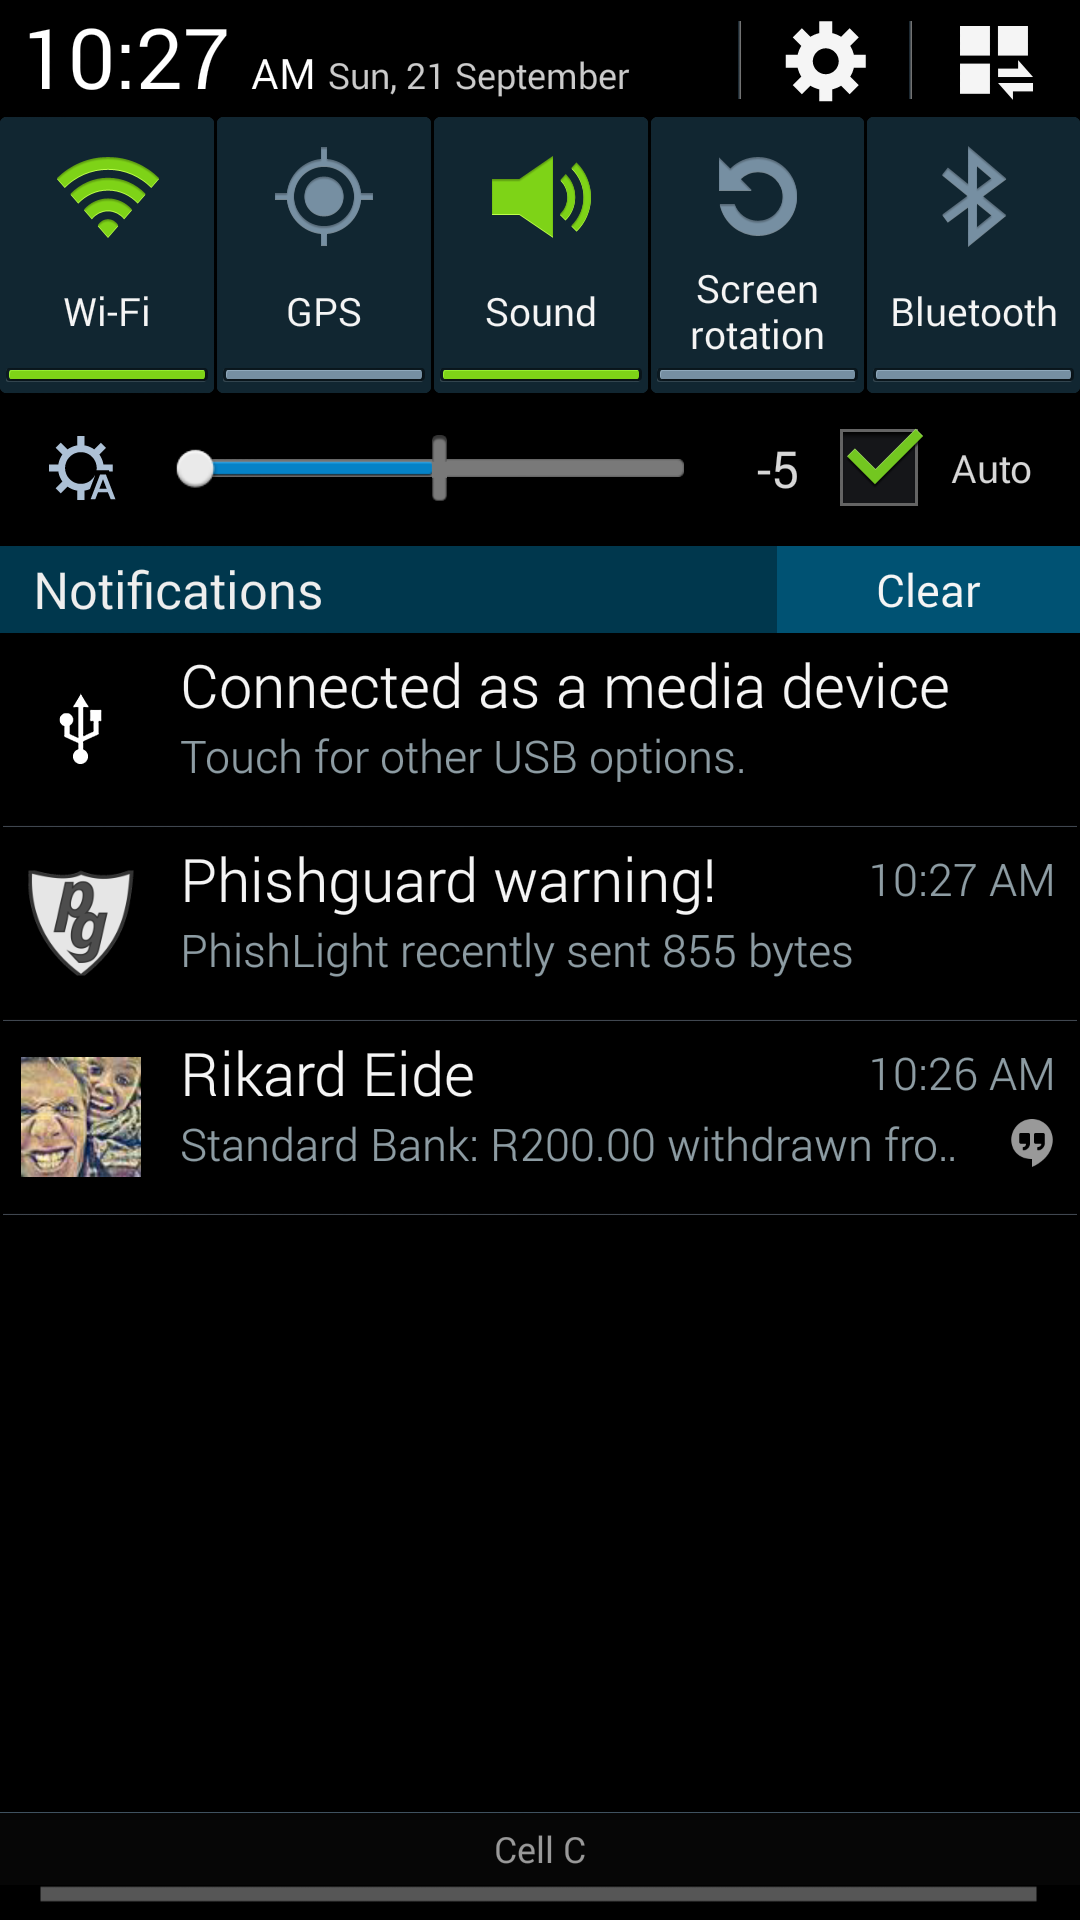 10:27 AM Sun, 21 September
Wi-Fi
GPS
Sound
Screen
rotation
Bluetooth
A
-5
Auto
Notifications
Clear
Connected as a media device
Touch for other USB options.
Phishguard warning!
10:27 AM
pg
PhishLight recently sent 855 bytes
Rikard Eide
10:26 AM
Standard Bank: R200.00 withdrawn fro..
Cell C